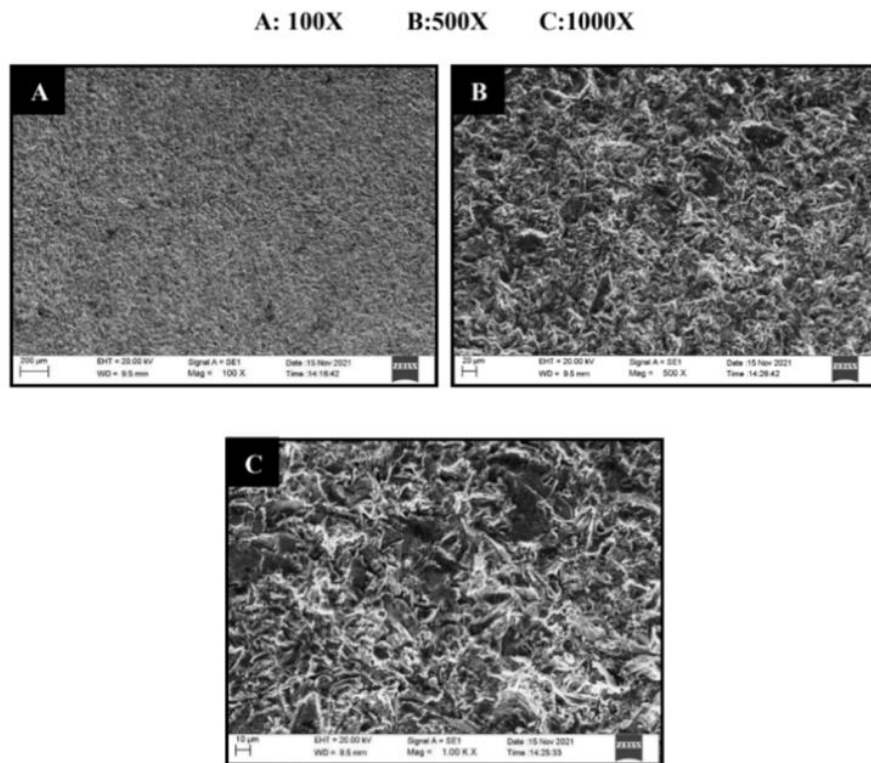 A: 100X B:500X C:1000X
A
B
200 µm EHT = 20.00 kV Signal A = SE1 Date :15 Nov 2021
WD = 9.5 mm Mag = 100 X Time :14:16:42
ZEISS
20 µm EHT = 20.00 kV Signal A = SE1 Date :15 Nov 2021
WD = 9.5 mm Mag = 500 X Time :14:26:42
ZEISS
C
10 µm EHT = 20.00 kV Signal A = SE1 Date :15 Nov 2021
WD = 9.5 mm Mag = 1.00 K X Time :14:25:33
ZEISS